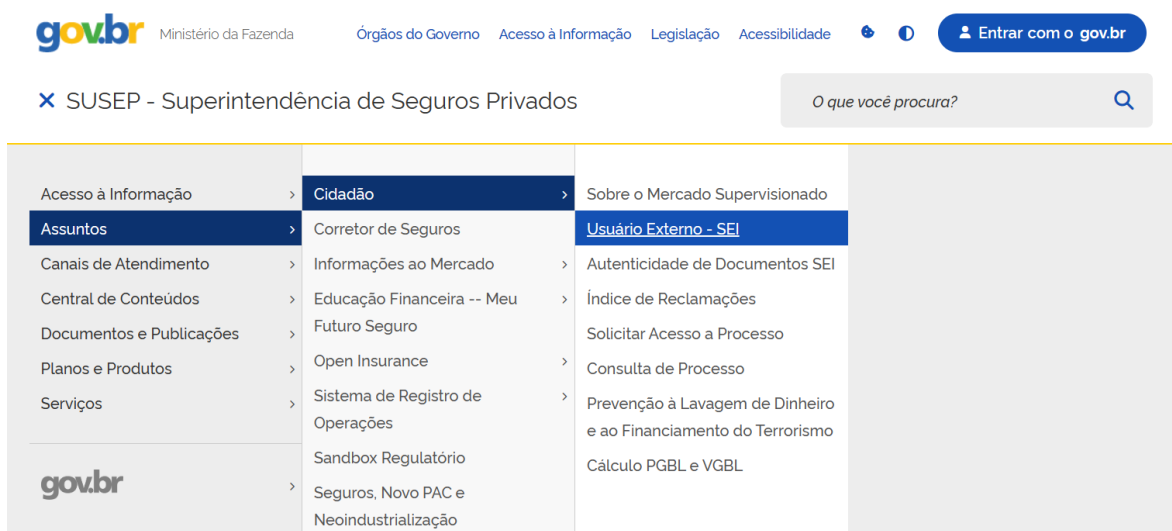 gov.br Ministério da Fazenda Órgãos do Governo Acesso à Informação Legislação Acessibilidade Entrar com o gov.br
SUSEP - Superintendência de Seguros Privados
O que você procura?
Acesso à Informação
Assuntos
Canais de Atendimento
Central de Conteúdos
Documentos e Publicações
Planos e Produtos
Serviços
gov.br
Cidadão
Corretor de Seguros
Informações ao Mercado
Educação Financeira -- Meu
Futuro Seguro
Open Insurance
Sistema de Registro de
Operações
Sandbox Regulatório
Seguros, Novo PAC e
Neoindustrialização
Sobre o Mercado Supervisionado
Usuário Externo - SEI
Autenticidade de Documentos SEI
Índice de Reclamações
Solicitar Acesso a Processo
Consulta de Processo
Prevenção à Lavagem de Dinheiro
e ao Financiamento do Terrorismo
Cálculo PGBL e VGBL